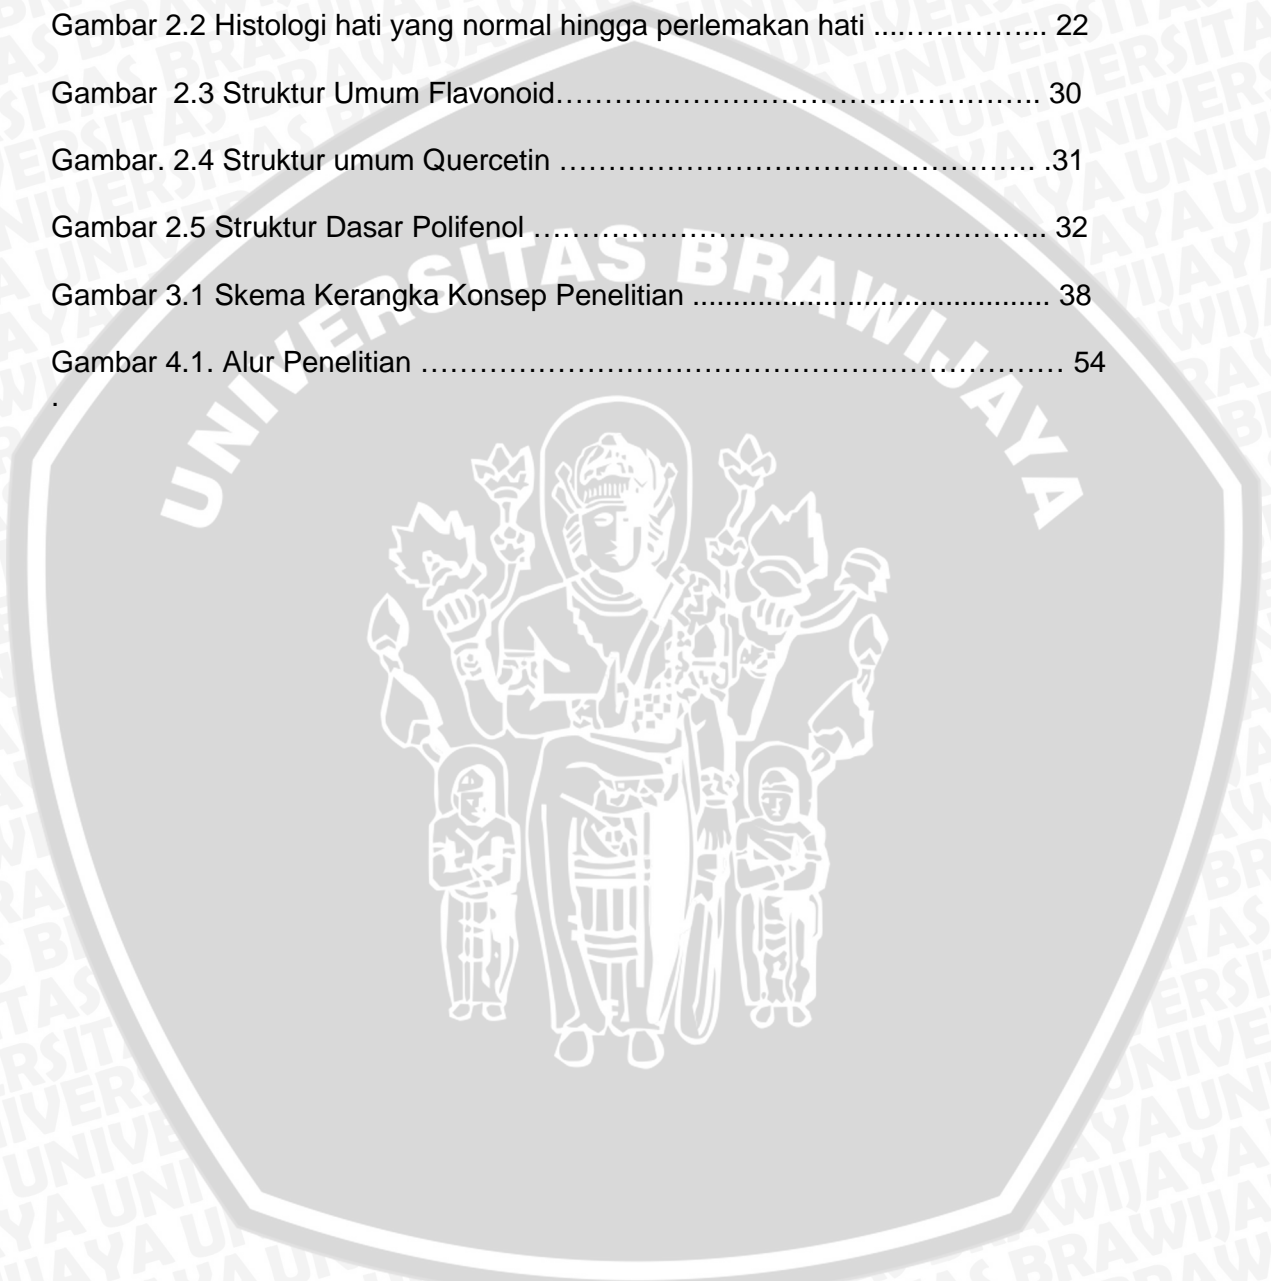 Gambar 2.2 Histologi hati yang normal hingga perlemakan hati ....………….. 22
Gambar  2.3 Struktur Umum Flavonoid………………………………………….. 30
Gambar. 2.4 Struktur umum Quercetin …………………………………………. .31
Gambar 2.5 Struktur Dasar Polifenol …………………………………………….. 32
Gambar 3.1 Skema Kerangka Konsep Penelitian ............................................ 38
Gambar 4.1. Alur Penelitian ………………………………………………………… 54
.
UNIVERSITAS BRAWIJAYA